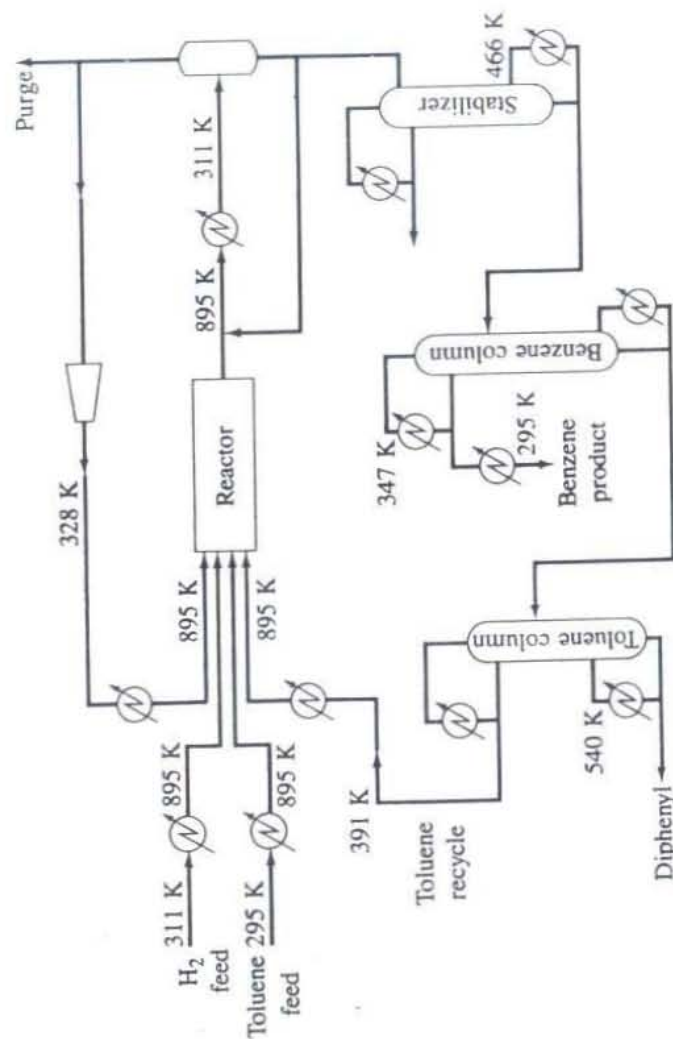 Purge
328 K
895 K
311 K
895 K
Reactor
895 K
895 K
311 K
H2
feed
895 K
Toluene 295 K
feed
895 K
391 K
Toluene
recycle
466 K
Stabilizer
Benzene column
347 K
295 K
Benzene
product
Toluene column
540 K
Diphenyl